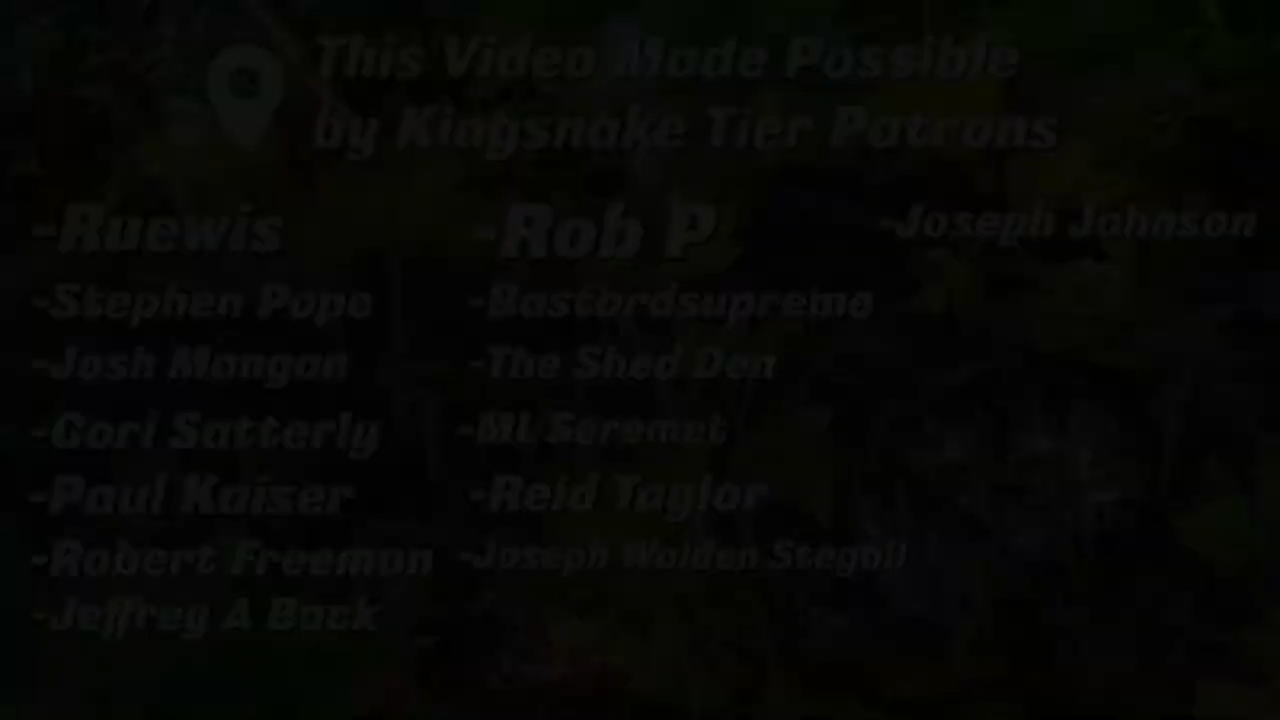 This Video Made Possible
by Kingsnake Tier Patrons
-Ruewis
-Stephen Pope
-Josh Mangan
-Cori Satterly
-Paul Kaiser
-Robert Freeman
-Jeffrey A Back
-Rob P
-Bastardsupreme
-The Shed Den
-ML Seremet
-Reid Taylor
-Joseph Walden Stegall
-Joseph Johnson